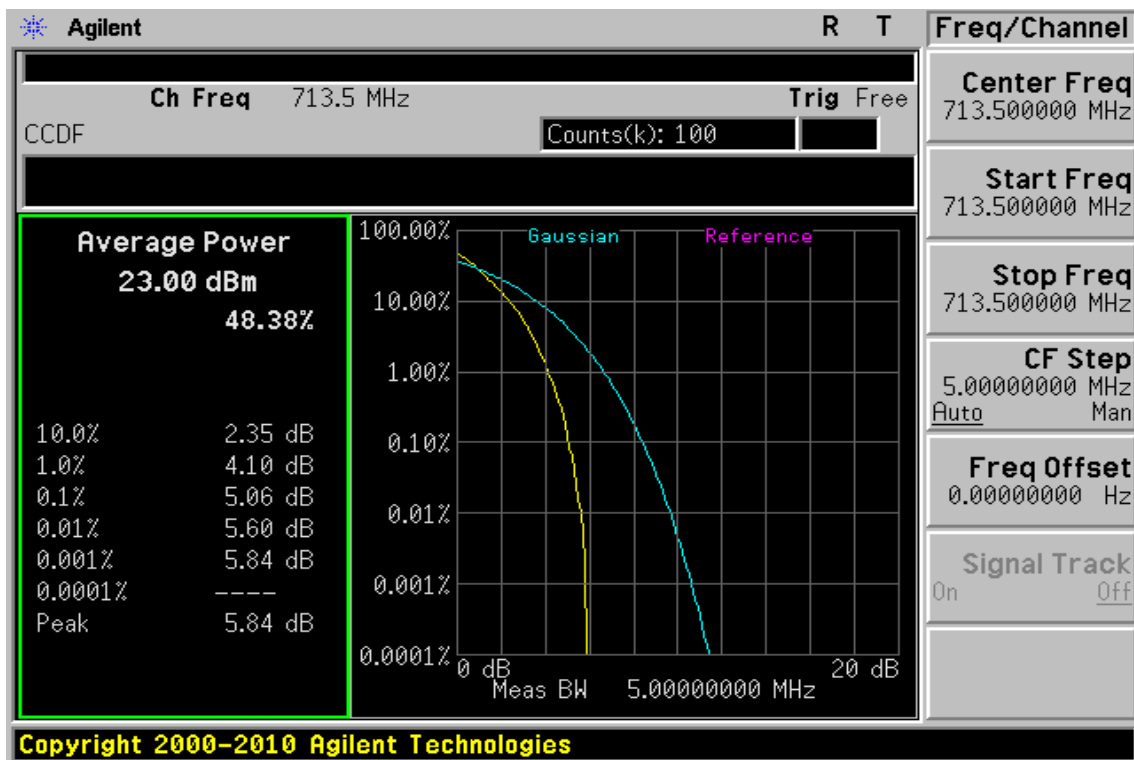 Agilent R T
Ch Freq 713.5 MHz Trig Free
CCDF Counts(k): 100
Average Power
23.00 dBm
48.38%
10.0% 2.35 dB
1.0% 4.10 dB
0.1% 5.06 dB
0.01% 5.60 dB
0.001% 5.84 dB
0.0001% ----
Peak 5.84 dB
Gaussian Reference
100.00%
10.00%
1.00%
0.10%
0.01%
0.001%
0.0001%
0 dB 20 dB
Meas BW 5.00000000 MHz
Freq/Channel
Center Freq
713.500000 MHz
Start Freq
713.500000 MHz
Stop Freq
713.500000 MHz
CF Step
5.00000000 MHz
Auto Man
Freq Offset
0.00000000 Hz
Signal Track
On Off
Copyright 2000-2010 Agilent Technologies